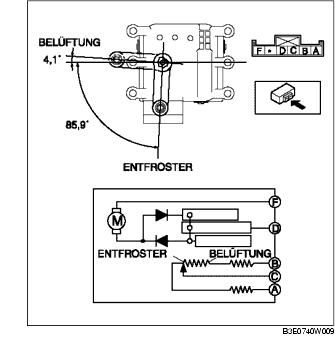 BELÜFTUNG
4,1°
F * D C B A
85,9°
ENTFROSTER
F
M
D
ENTFROSTER BELÜFTUNG
B
C
A
B3E0740W009